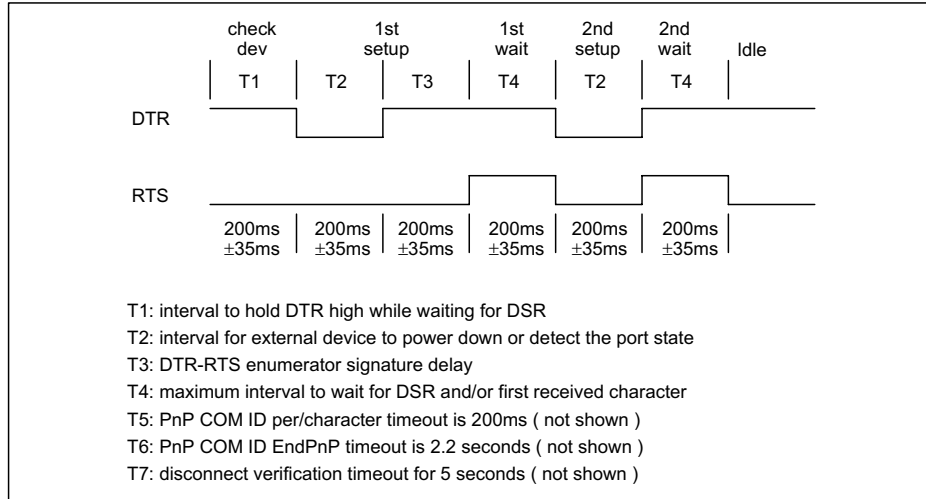 check 1st 1st 2nd 2nd
dev setup wait setup wait Idle
T1 T2 T3 T4 T2 T4
DTR
RTS
200ms 200ms 200ms 200ms 200ms 200ms
±35ms ±35ms ±35ms ±35ms ±35ms ±35ms
T1: interval to hold DTR high while waiting for DSR
T2: interval for external device to power down or detect the port state
T3: DTR-RTS enumerator signature delay
T4: maximum interval to wait for DSR and/or first received character
T5: PnP COM ID per/character timeout is 200ms ( not shown )
T6: PnP COM ID EndPnP timeout is 2.2 seconds ( not shown )
T7: disconnect verification timeout for 5 seconds ( not shown )